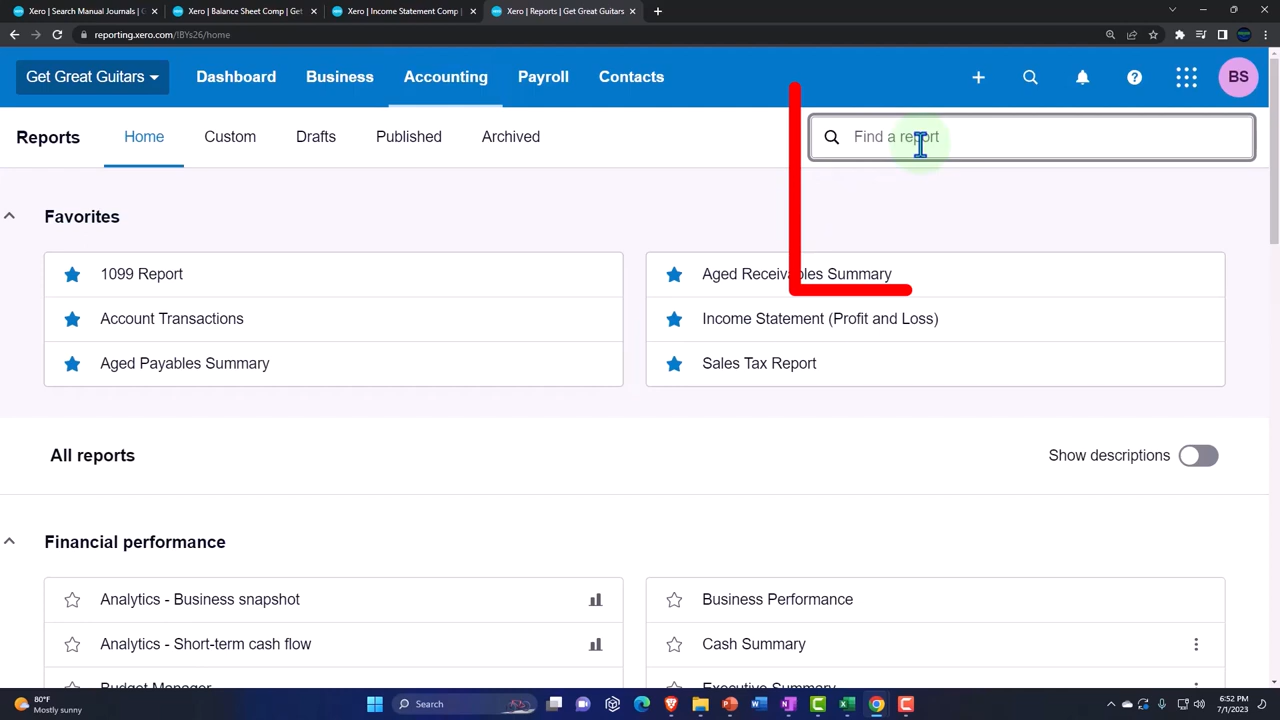 Xero | Search Manual Journals | G
Xero | Balance Sheet Comp | Get
Xero | Income Statement Comp |
Xero | Reports | Get Great Guitars
reporting.xero.com/!BYs26/home
Get Great Guitars
Dashboard
Business
Accounting
Payroll
Contacts
BS
Reports
Home
Custom
Drafts
Published
Archived
Find a report
Favorites
1099 Report
Aged Receivables Summary
Account Transactions
Income Statement (Profit and Loss)
Aged Payables Summary
Sales Tax Report
All reports
Show descriptions
Financial performance
Analytics - Business snapshot
Business Performance
Analytics - Short-term cash flow
Cash Summary
Budget Manager
Executive Summary
80°F
Mostly sunny
Search
6:52 PM
7/1/2023